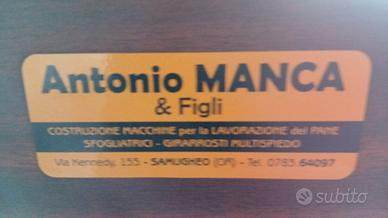 Antonio MANCA
& Figli
COSTRUZIONE MACCHINE per la LAVORAZIONE del PANE
SFOGLIATRICI - GIRARROSTI MULTISPIEDO
Via Kennedy, 155 - SAMUGHEO (OR) - Tel. 0783 64097
subito